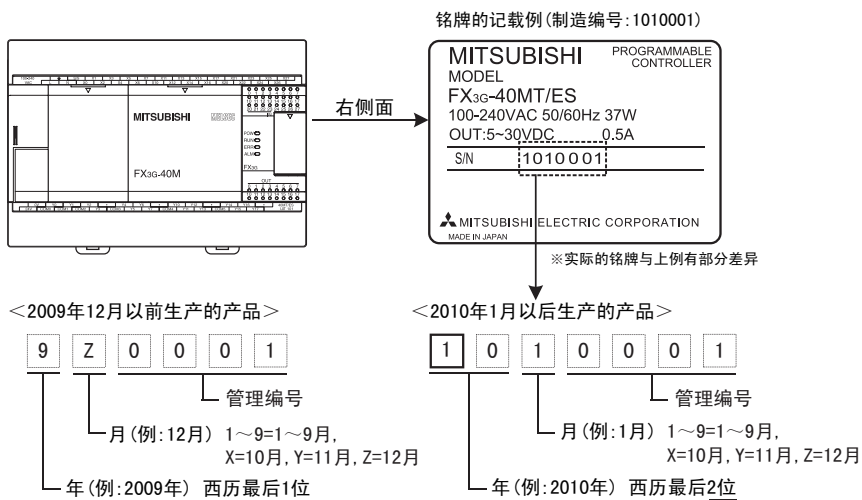 铭牌的记载例(制造编号:1010001)
MITSUBISHI
PROGRAMMABLE
CONTROLLER
MODEL
FX3G-40MT/ES
100-240VAC 50/60Hz 37W
OUT:5~30VDC 0.5A
S/N 1010001
MITSUBISHI ELECTRIC CORPORATION
MADE IN JAPAN
右侧面
MITSUBISHI
POW
RUN
ERR
ALM
FX3G
FX3G-40M
OUT
※实际的铭牌与上例有部分差异
<2009年12月以前生产的产品>
9 Z 0 0 0 1
管理编号
月(例:12月) 1~9=1~9月,
X=10月, Y=11月, Z=12月
年(例:2009年) 西历最后1位
<2010年1月以后生产的产品>
1 0 1 0 0 0 1
管理编号
月(例:1月) 1~9=1~9月,
X=10月, Y=11月, Z=12月
年(例:2010年) 西历最后2位